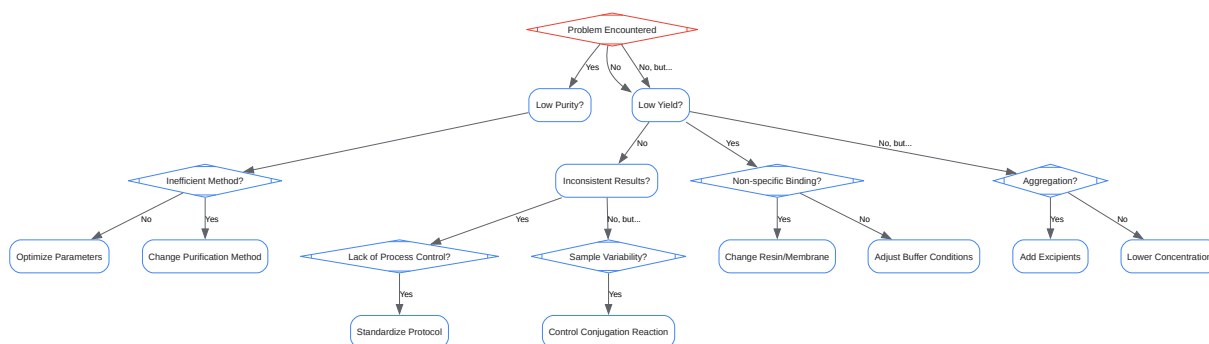 Problem Encountered
Yes
No
No, but...
Low Purity?
Low Yield?
No
Yes
No, but...
Inefficient Method?
Inconsistent Results?
Non-specific Binding?
Aggregation?
No
Yes
Yes
No, but...
Yes
No
Yes
No
Optimize Parameters
Change Purification Method
Lack of Process Control?
Sample Variability?
Change Resin/Membrane
Adjust Buffer Conditions
Add Excipients
Lower Concentration
Yes
Yes
Standardize Protocol
Control Conjugation Reaction